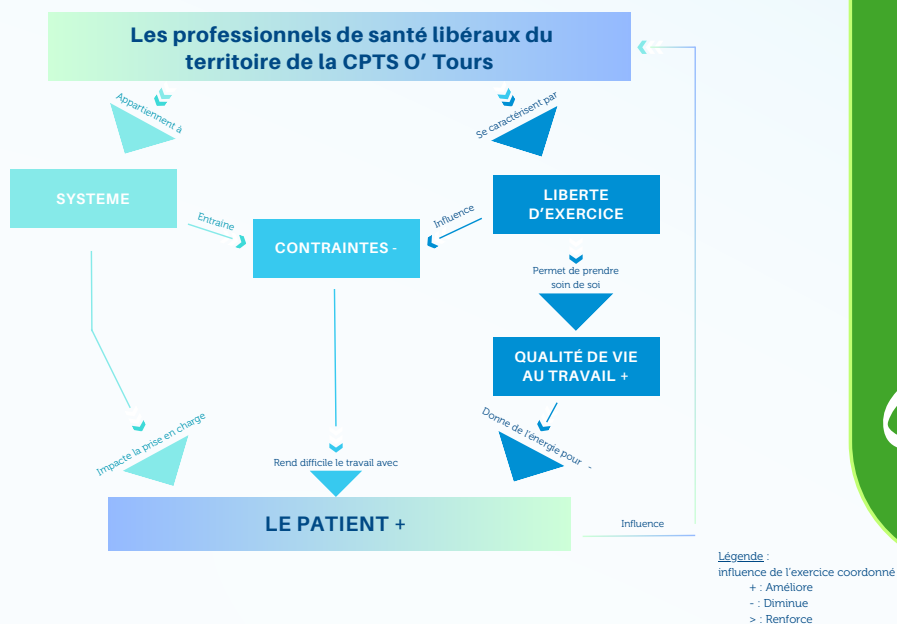 Les professionnels de santé libéraux du
territoire de la CPTS O’ Tours
Appartiennent à
Se caractérisent par
SYSTEME
LIBERTE
D’EXERCICE
Entraine
Influence
CONTRAINTES -
Permet de prendre
soin de soi
QUALITÉ DE VIE
AU TRAVAIL +
Impacte la prise en charge
Rend difficile le travail avec
Donne de l'énergie pour -
LE PATIENT +
Influence
Légende :
influence de l'exercice coordonné
+ : Améliore
- : Diminue
> : Renforce